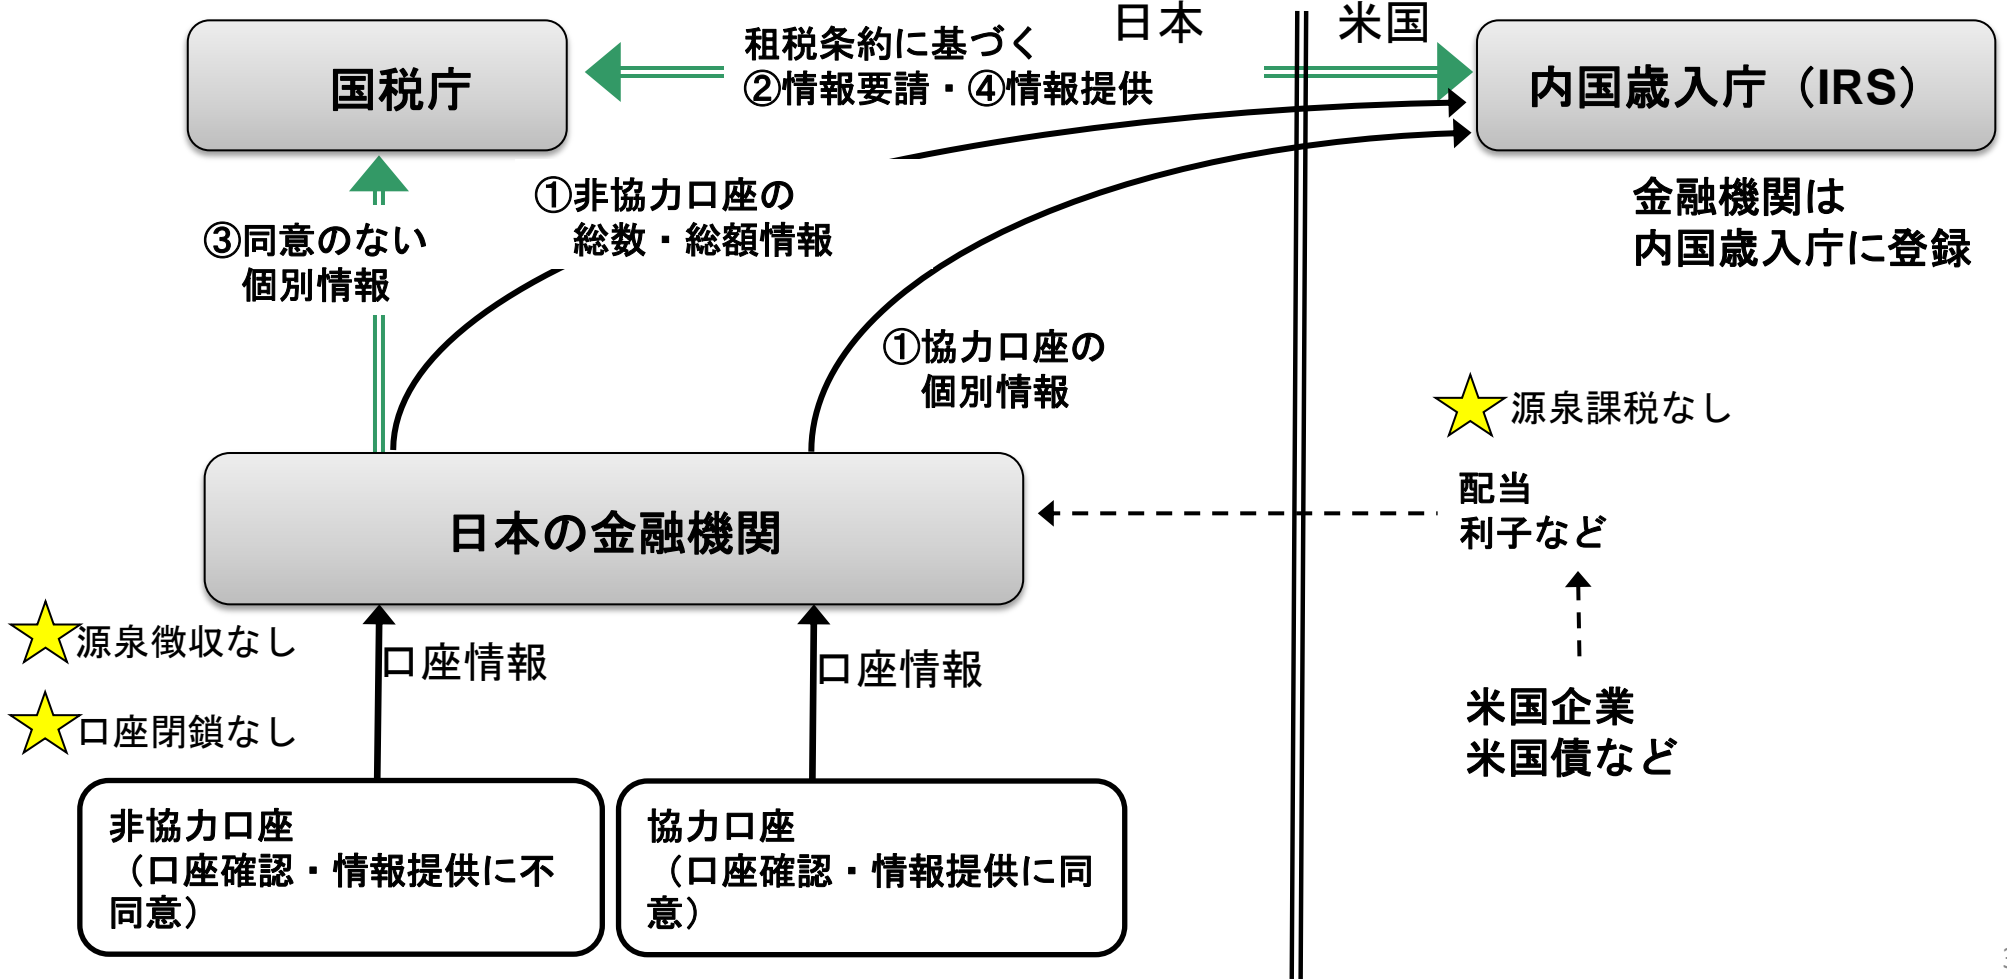 日本
米国
国税庁
租税条約に基づく
②情報要請・④情報提供
内国歳入庁（IRS）
①非協力口座の
総数・総額情報
金融機関は
内国歳入庁に登録
③同意のない
個別情報
①協力口座の
個別情報
源泉課税なし
配当
利子など
日本の金融機関
源泉徴収なし
口座情報
口座情報
口座閉鎖なし
米国企業
米国債など
非協力口座
（口座確認・情報提供に不
同意）
協力口座
（口座確認・情報提供に同
意）